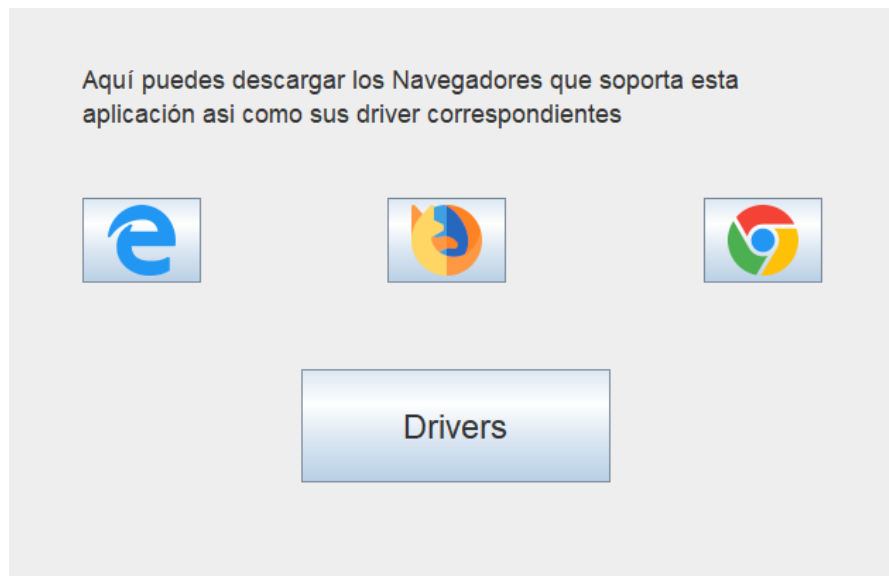 Aquí puedes descargar los Navegadores que soporta esta
aplicación asi como sus driver correspondientes
Drivers